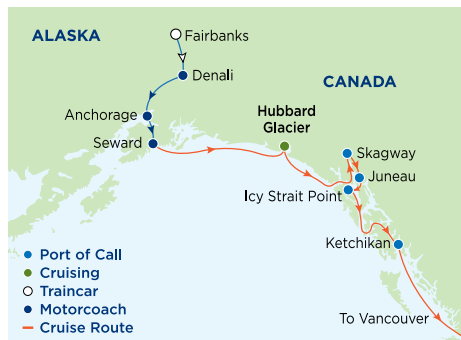 ALASKA
Fairbanks
Denali
CANADA
Anchorage
Hubbard
Glacier
Seward
Skagway
Juneau
Icy Strait Point
Ketchikan
Port of Call
Cruising
Traincar
Motorcoach
To Vancouver
Cruise Route